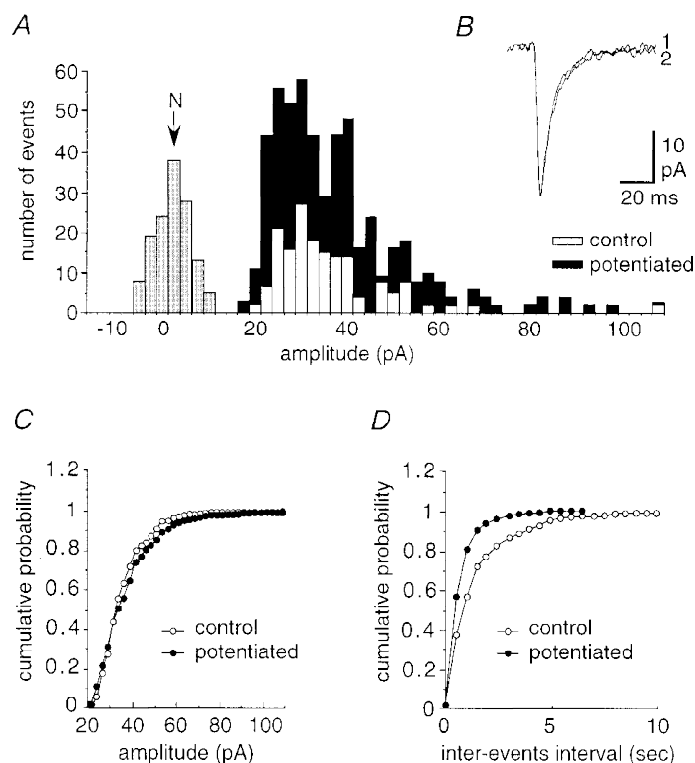 A
number of events
60
50
40
30
20
10
0
N
-10
0
20
40
60
80
100
amplitude (pA)
B
1
2
10
pA
20 ms
control
potentiated
C
cumulative probability
1.2
1
0.8
0.6
0.4
0.2
0
control
potentiated
20
40
60
80
100
amplitude (pA)
D
cumulative probability
1.2
1
0.8
0.6
0.4
0.2
0
control
potentiated
0
5
10
inter-events interval (sec)